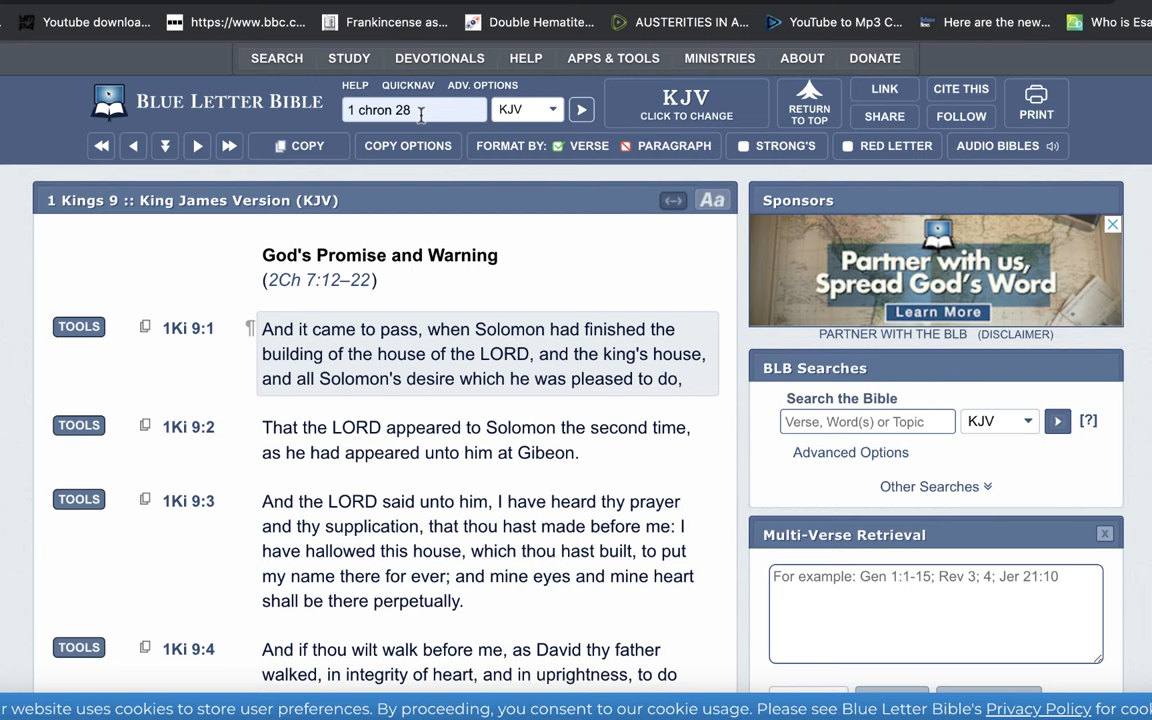 Youtube downloa... https://www.bbc.c... Frankincense as... Double Hematite... AUSTERITIES IN A... YouTube to Mp3 C... Here are the new... Who is Esa
SEARCH STUDY DEVOTIONALS HELP APPS & TOOLS MINISTRIES ABOUT DONATE
HELP QUICKNAV ADV. OPTIONS
BLUE LETTER BIBLE
1 chron 28
KJV
KJV
CLICK TO CHANGE
RETURN
TO TOP
LINK
CITE THIS
SHARE
FOLLOW
PRINT
COPY
COPY OPTIONS
FORMAT BY: VERSE PARAGRAPH
STRONG'S
RED LETTER
AUDIO BIBLES
1 Kings 9 :: King James Version (KJV)
Aa
God's Promise and Warning
(2Ch 7:12–22)
TOOLS 1Ki 9:1 ¶ And it came to pass, when Solomon had finished the
building of the house of the LORD, and the king's house,
and all Solomon's desire which he was pleased to do,
TOOLS 1Ki 9:2 That the LORD appeared to Solomon the second time,
as he had appeared unto him at Gibeon.
TOOLS 1Ki 9:3 And the LORD said unto him, I have heard thy prayer
and thy supplication, that thou hast made before me: I
have hallowed this house, which thou hast built, to put
my name there for ever; and mine eyes and mine heart
shall be there perpetually.
TOOLS 1Ki 9:4 And if thou wilt walk before me, as David thy father
walked, in integrity of heart, and in uprightness, to do
Sponsors
Partner with us,
Spread God's Word
Learn More
PARTNER WITH THE BLB (DISCLAIMER)
BLB Searches
Search the Bible
Verse, Word(s) or Topic KJV [?]
Advanced Options
Other Searches
Multi-Verse Retrieval x
For example: Gen 1:1-15; Rev 3; 4; Jer 21:10
r website uses cookies to store user preferences. By proceeding, you consent to our cookie usage. Please see Blue Letter Bible's Privacy Policy for cook